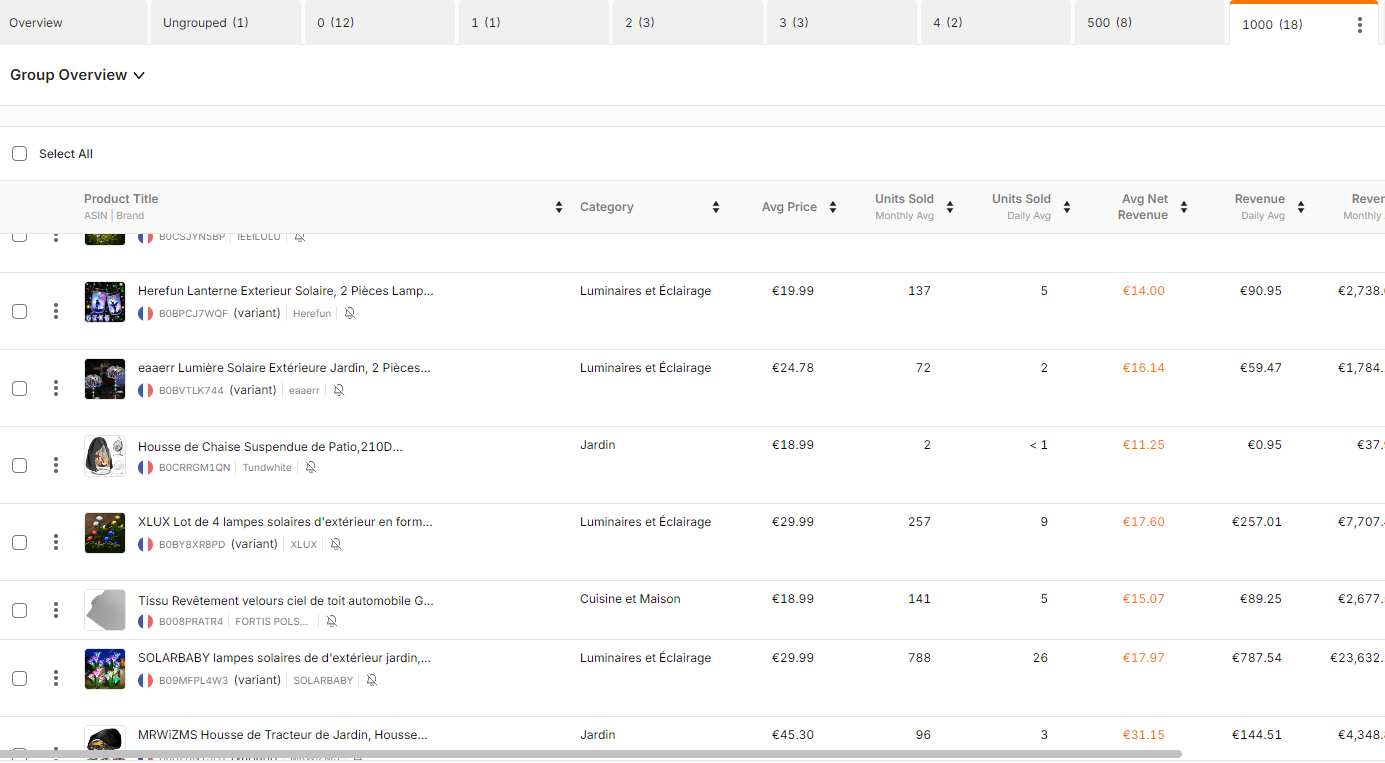 Overview
Ungrouped (1)
0 (12)
1 (1)
2 (3)
3 (3)
4 (2)
500 (8)
1000 (18)
Group Overview
Select All
Product Title
ASIN | Brand
Category
Avg Price
Units Sold
Monthly Avg
Units Sold
Daily Avg
Avg Net
Revenue
Revenue
Daily Avg
Rever
Monthly
B0CSJYN5BP IEEILULU
Herefun Lanterne Exterieur Solaire, 2 Pièces Lamp... Luminaires et Éclairage €19.99 137 5 €14.00 €90.95 €2,738.
B0BPCJ7WQF (variant) Herefun
eaaerr Lumière Solaire Extérieure Jardin, 2 Pièces... Luminaires et Éclairage €24.78 72 2 €16.14 €59.47 €1,784.
B0BVTLK744 (variant) eaaerr
Housse de Chaise Suspendue de Patio,210D... Jardin €18.99 2 < 1 €11.25 €0.95 €37.
B0CRRGM1QN Tundwhite
XLUX Lot de 4 lampes solaires d'extérieur en form... Luminaires et Éclairage €29.99 257 9 €17.60 €257.01 €7,707.
B0BY8XR8PD (variant) XLUX
Tissu Revêtement velours ciel de toit automobile G... Cuisine et Maison €18.99 141 5 €15.07 €89.25 €2,677.
B008PRATR4 FORTIS POLS...
SOLARBABY lampes solaires de d'extérieur jardin,... Luminaires et Éclairage €29.99 788 26 €17.97 €787.54 €23,632.
B09MFPL4W3 (variant) SOLARBABY
MRWiZMS Housse de Tracteur de Jardin, Housse... Jardin €45.30 96 3 €31.15 €144.51 €4,348.